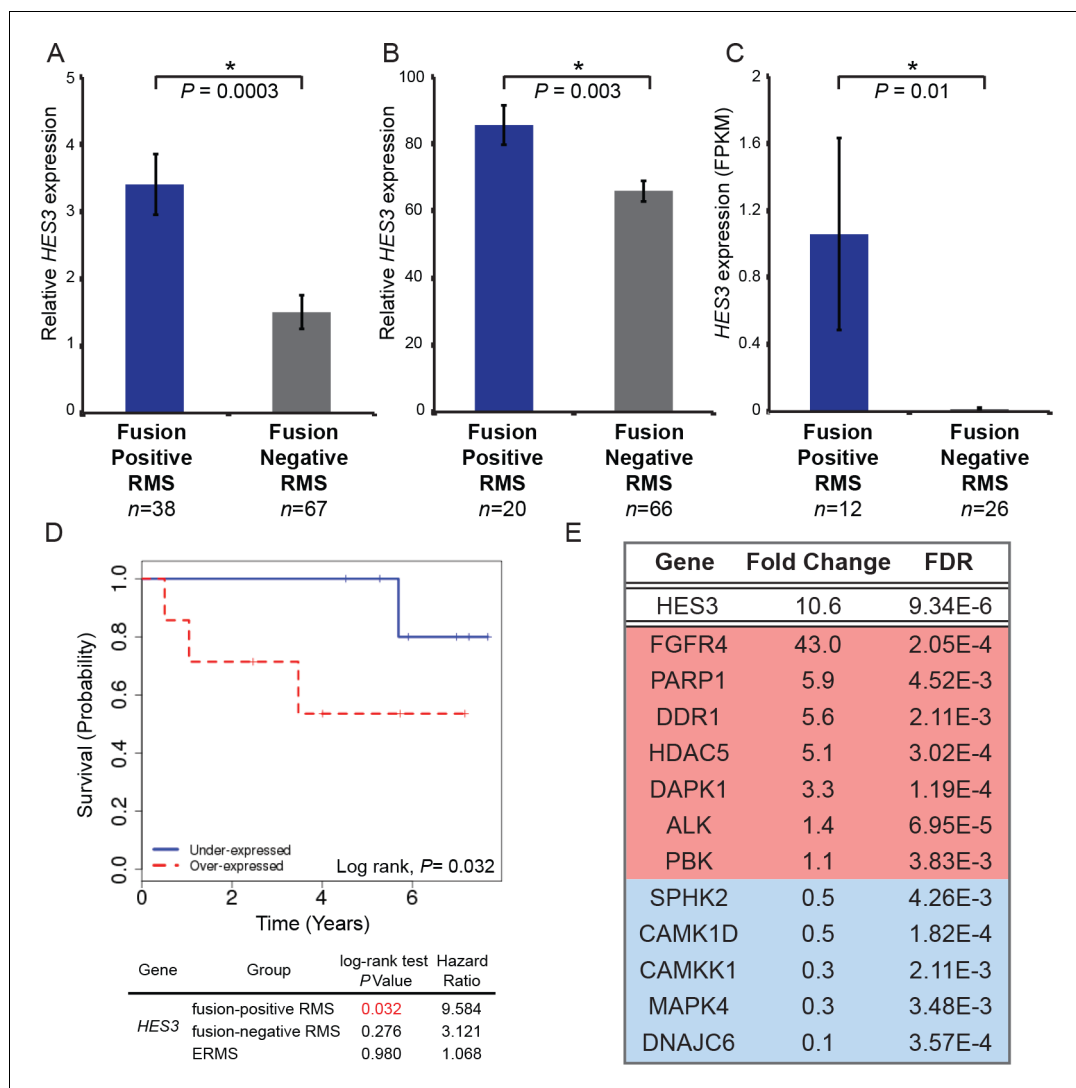 A
Relative HES3 expression
5
4
3
2
1
0
*
P = 0.0003
Fusion
Positive
RMS
n=38
Fusion
Negative
RMS
n=67
B
Relative HES3 expression
100
80
60
40
20
0
*
P = 0.003
Fusion
Positive
RMS
n=20
Fusion
Negative
RMS
n=66
C
HES3 expression (FPKM)
2
1.6
1.2
0.8
0.4
0
*
P = 0.01
Fusion
Positive
RMS
n=12
Fusion
Negative
RMS
n=26
D
Survival (Probability)
1.0
0.8
0.6
0.4
0.2
0.0
Under-expressed
Over-expressed
Log rank, P= 0.032
0 2 4 6
Time (Years)
Gene Group log-rank test P Value Hazard Ratio
HES3
fusion-positive RMS 0.032 9.584
fusion-negative RMS 0.276 3.121
ERMS 0.980 1.068
E
Gene Fold Change FDR
HES3 10.6 9.34E-6
FGFR4 43.0 2.05E-4
PARP1 5.9 4.52E-3
DDR1 5.6 2.11E-3
HDAC5 5.1 3.02E-4
DAPK1 3.3 1.19E-4
ALK 1.4 6.95E-5
PBK 1.1 3.83E-3
SPHK2 0.5 4.26E-3
CAMK1D 0.5 1.82E-4
CAMKK1 0.3 2.11E-3
MAPK4 0.3 3.48E-3
DNAJC6 0.1 3.57E-4